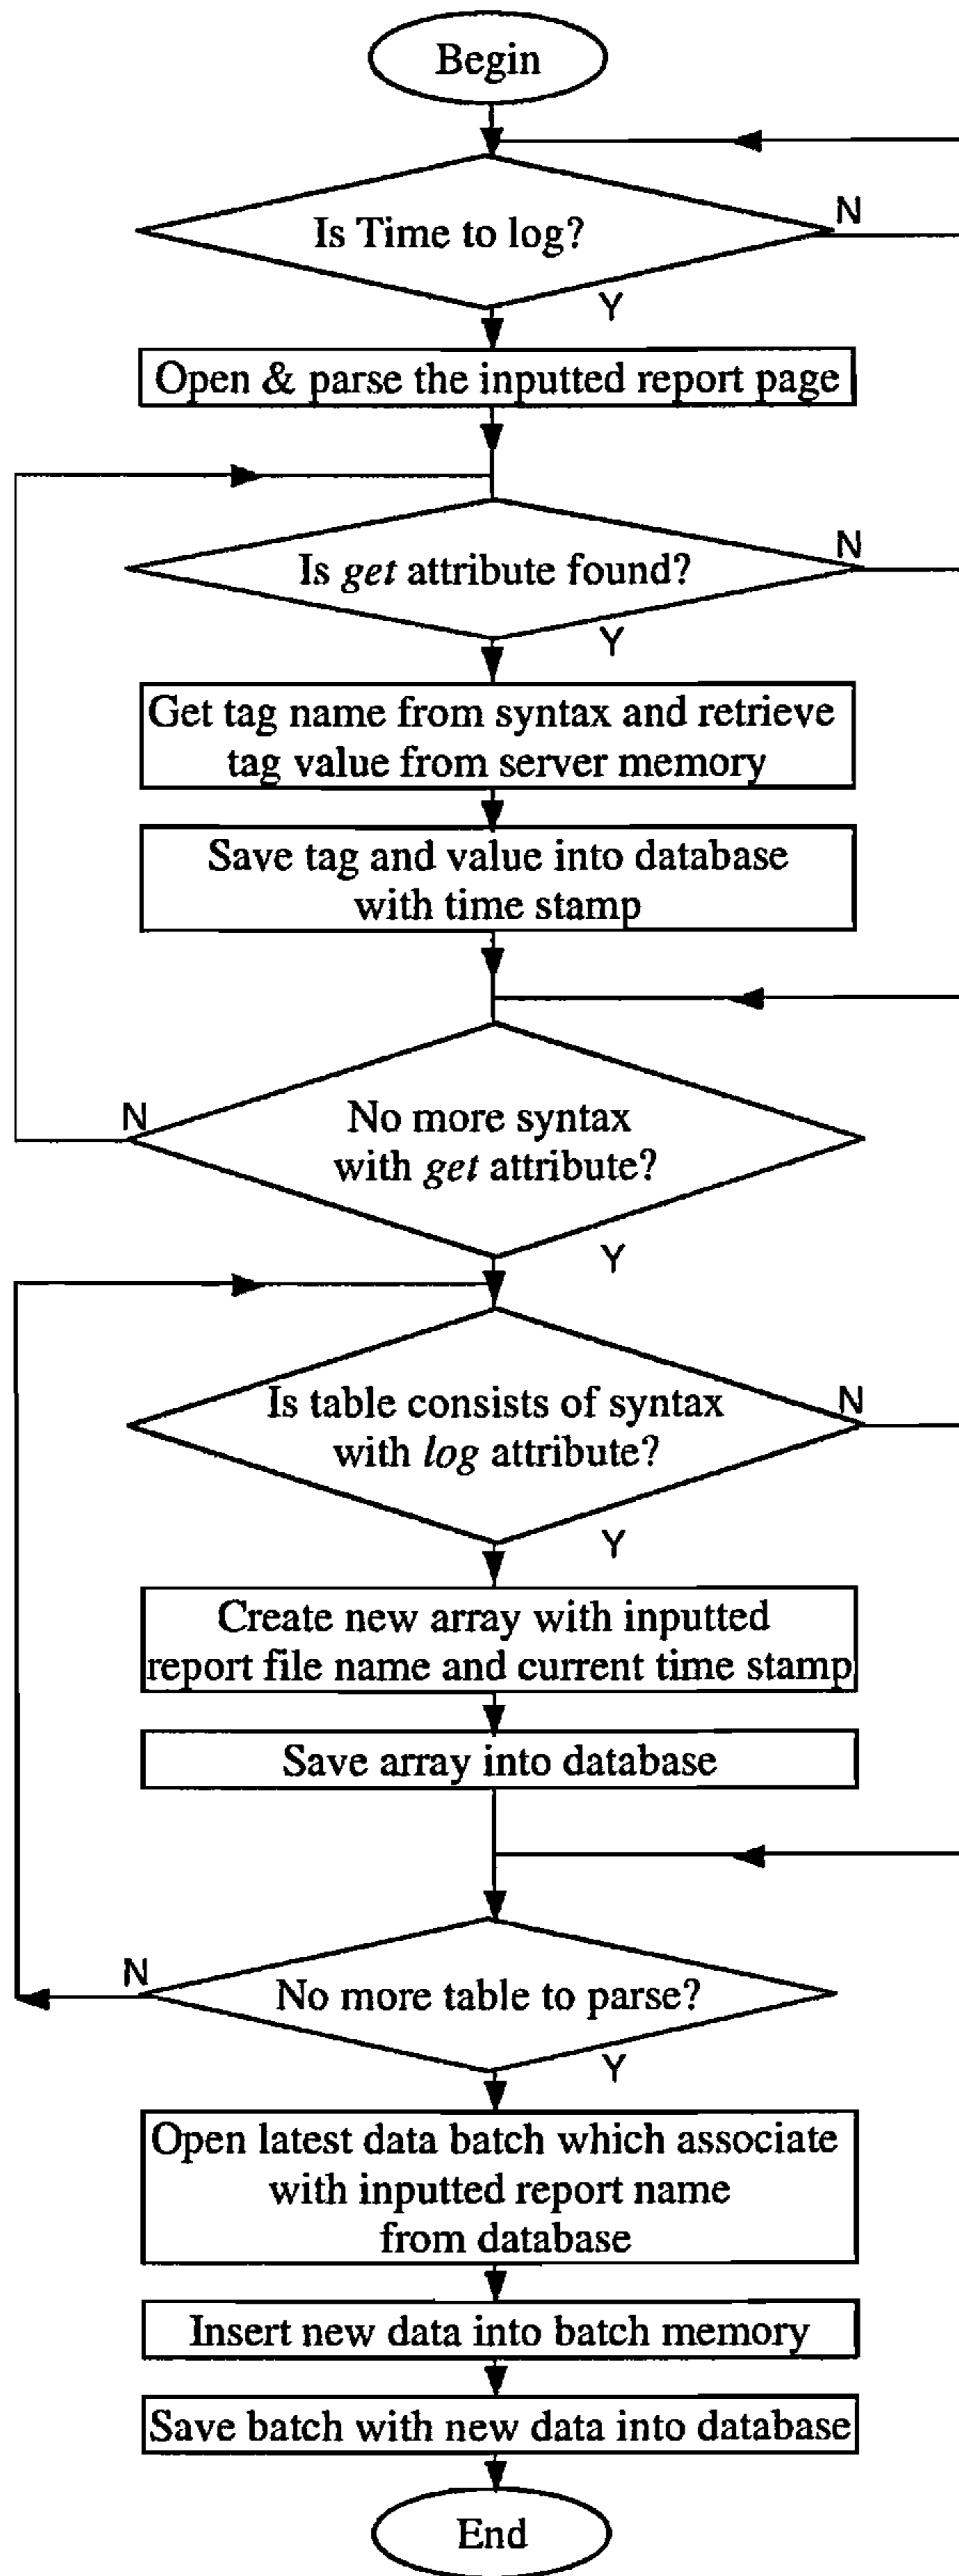 Begin
Is Time to log?
N
Y
Open & parse the inputted report page
Is get attribute found?
N
Y
Get tag name from syntax and retrieve
tag value from server memory
Save tag and value into database
with time stamp
N
No more syntax
with get attribute?
Y
Is table consists of syntax
with log attribute?
N
Y
Create new array with inputted
report file name and current time stamp
Save array into database
N
No more table to parse?
Y
Open latest data batch which associate
with inputted report name
from database
Insert new data into batch memory
Save batch with new data into database
End